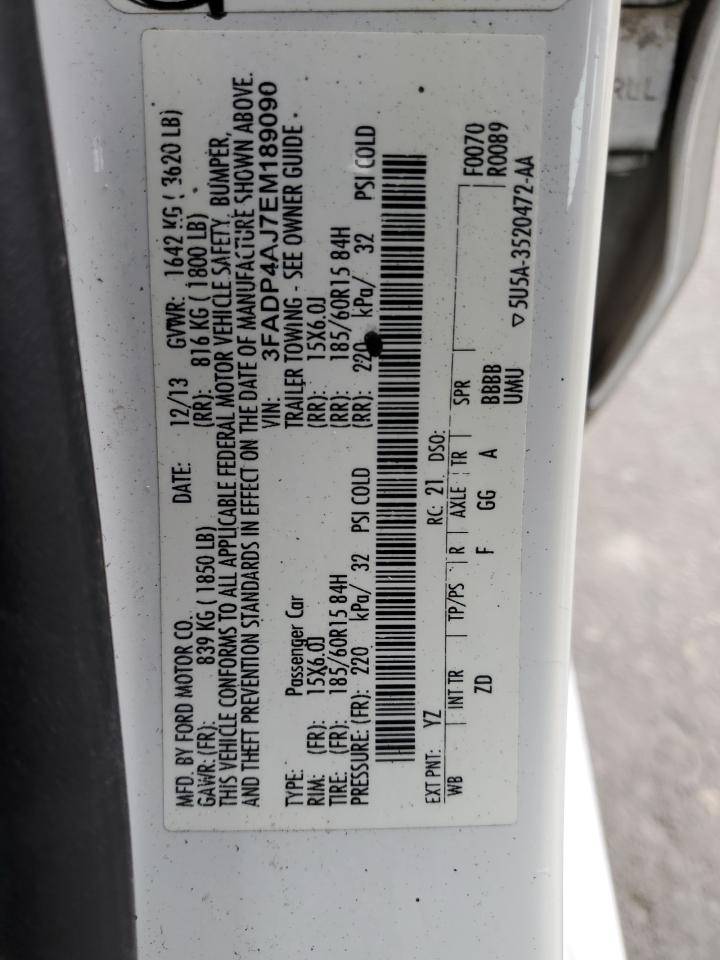 MFD. BY FORD MOTOR CO. DATE: 12/13 GVWR: 1642 KG ( 3620 LB)
GAWR: (FR): 839 KG ( 1850 LB) (RR): 816 KG ( 1800 LB)
THIS VEHICLE CONFORMS TO ALL APPLICABLE FEDERAL MOTOR VEHICLE SAFETY, BUMPER,
AND THEFT PREVENTION STANDARDS IN EFFECT ON THE DATE OF MANUFACTURE SHOWN ABOVE.
VIN: 3FADP4AJ7EM189090
TYPE: Passenger Car TRAILER TOWING - SEE OWNER GUIDE
RIM: (FR): 15X6.0J (RR): 15X6.0J
TIRE: (FR): 185/60R15 84H (RR): 185/60R15 84H
PRESSURE: (FR): 220 kPa/ 32 PSI COLD (RR): 220 kPa/ 32 PSI COLD
EXT PNT: YZ RC: 21 DSO: F0070
WB INT TR TP/PS R AXLE TR SPR R0089
ZD F GG A BBBB
UMU
▽ 5U5A-3520472-AA